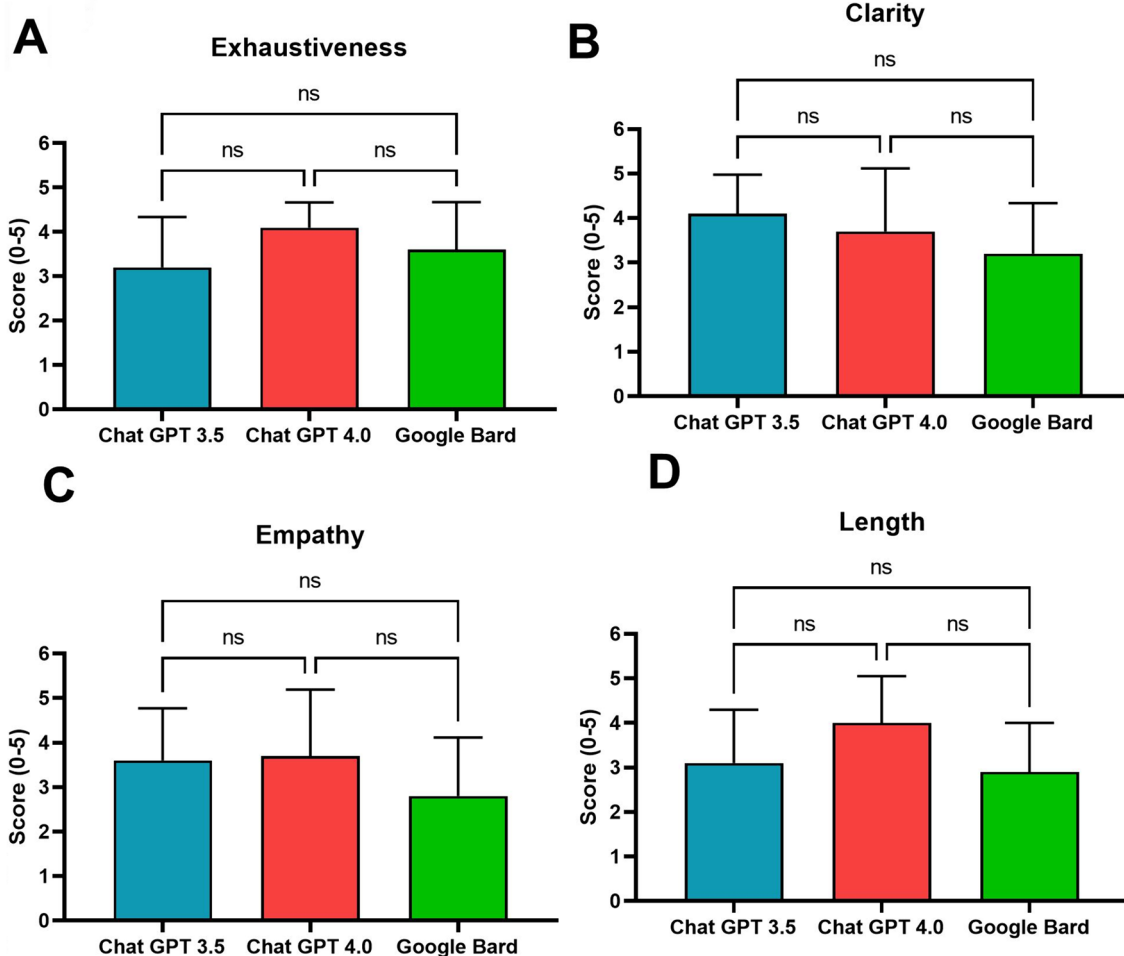 A
Exhaustiveness
ns
ns ns
6
5
4
3
2
1
0
Score (0-5)
Chat GPT 3.5 Chat GPT 4.0 Google Bard
B
Clarity
ns
ns ns
6
5
4
3
2
1
0
Score (0-5)
Chat GPT 3.5 Chat GPT 4.0 Google Bard
C
Empathy
ns
ns ns
6
5
4
3
2
1
0
Score (0-5)
Chat GPT 3.5 Chat GPT 4.0 Google Bard
D
Length
ns
ns ns
6
5
4
3
2
1
0
Score (0-5)
Chat GPT 3.5 Chat GPT 4.0 Google Bard